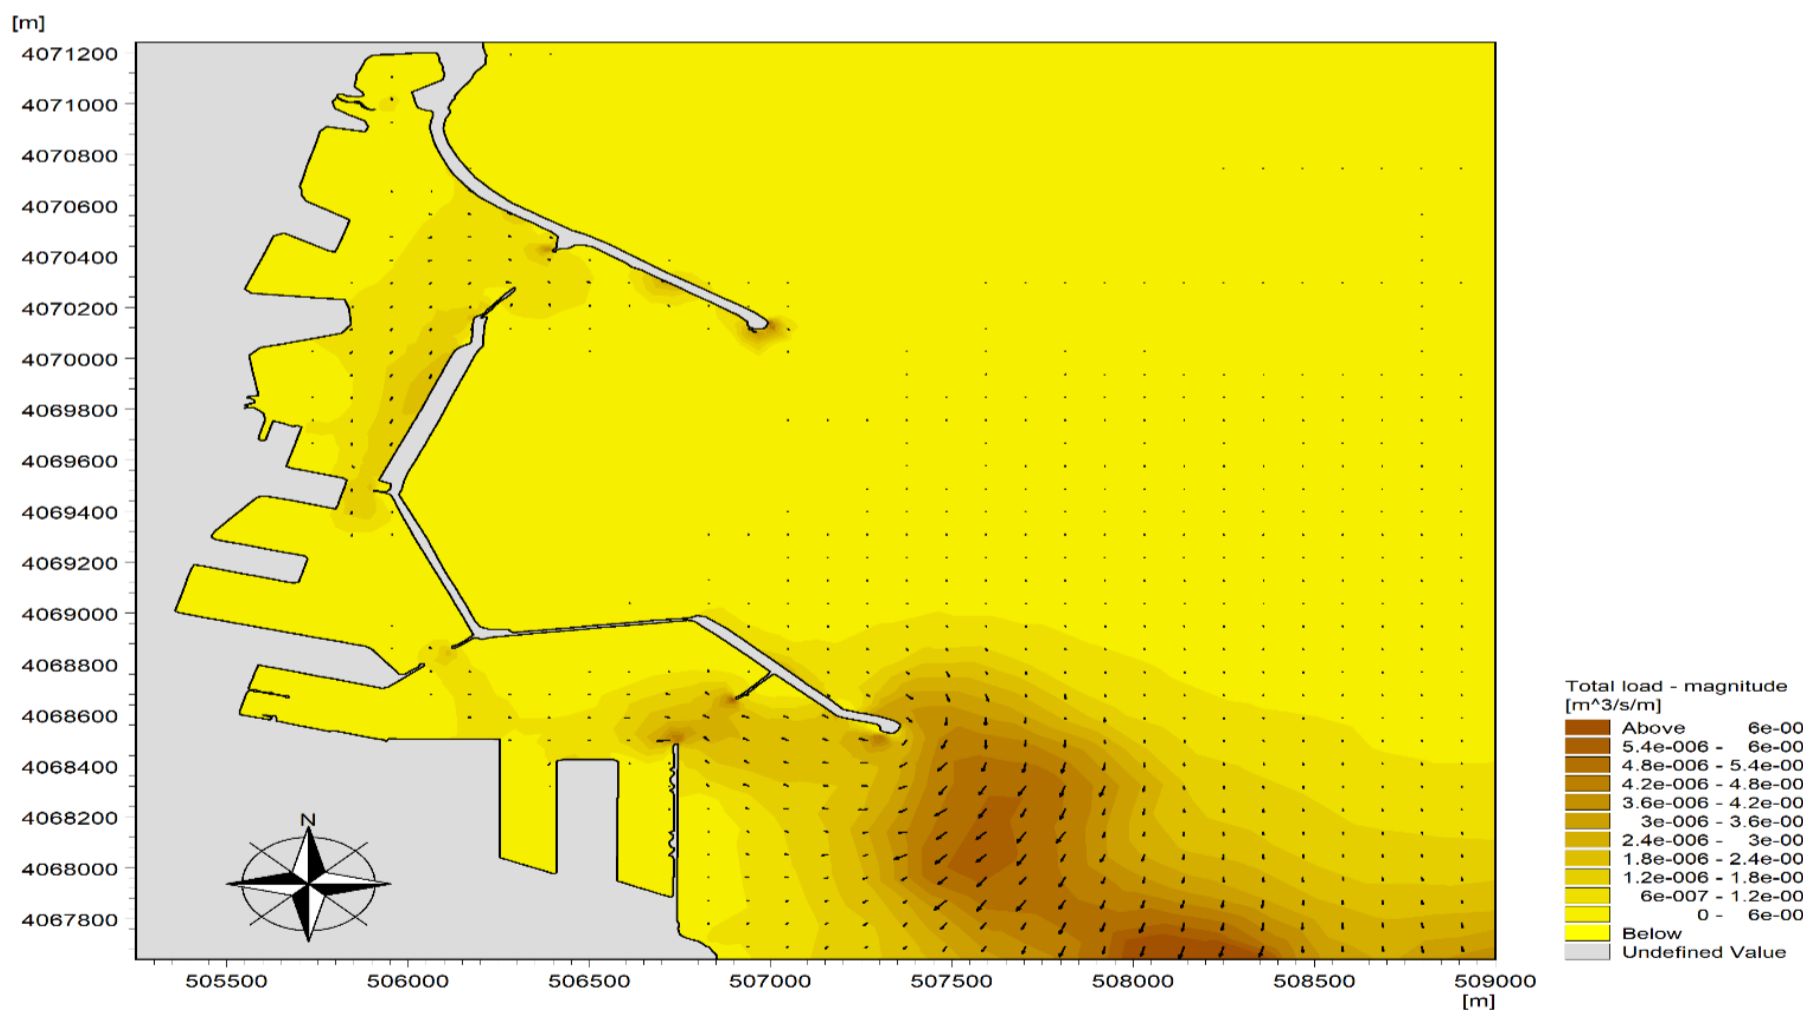 [m]
4071200
4071000
4070800
4070600
4070400
4070200
4070000
4069800
4069600
4069400
4069200
4069000
4068800
4068600
4068400
4068200
4068000
4067800
N
505500 506000 506500 507000 507500 508000 508500 509000
[m]
Total load - magnitude
[m^3/s/m]
Above 6e-00
5.4e-006 - 6e-00
4.8e-006 - 5.4e-00
4.2e-006 - 4.8e-00
3.6e-006 - 4.2e-00
3e-006 - 3.6e-00
2.4e-006 - 3e-00
1.8e-006 - 2.4e-00
1.2e-006 - 1.8e-00
6e-007 - 1.2e-00
0 - 6e-00
Below
Undefined Value